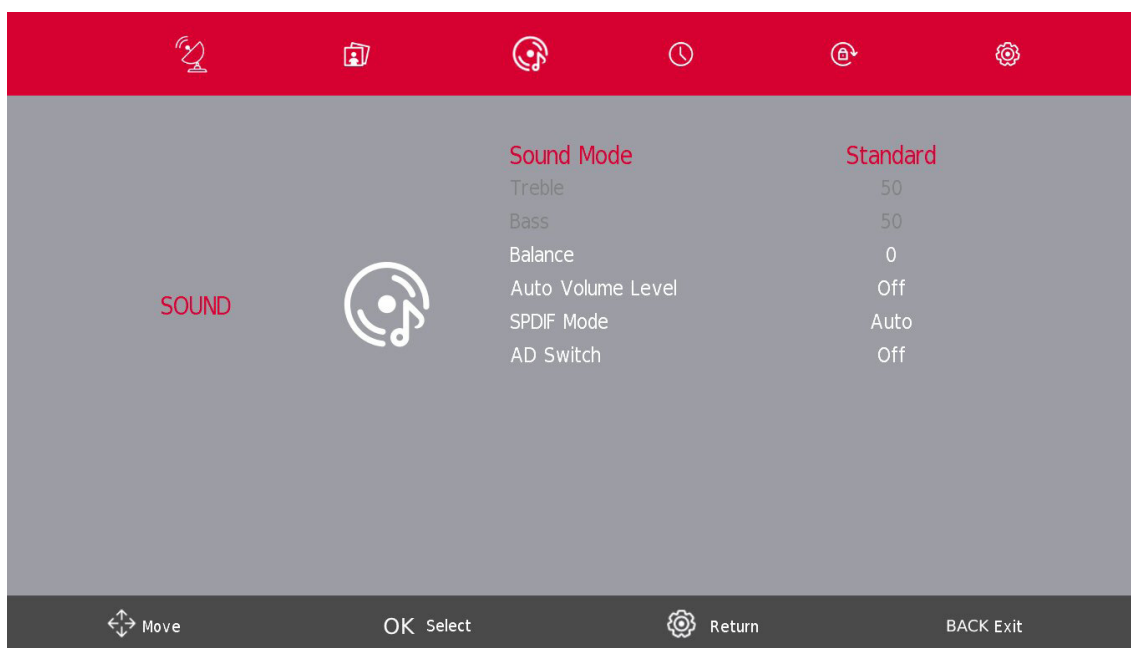 Sound Mode Standard
Treble 50
Bass 50
Balance 0
Auto Volume Level Off
SPDIF Mode Auto
AD Switch Off
SOUND
Move OK Select Return BACK Exit